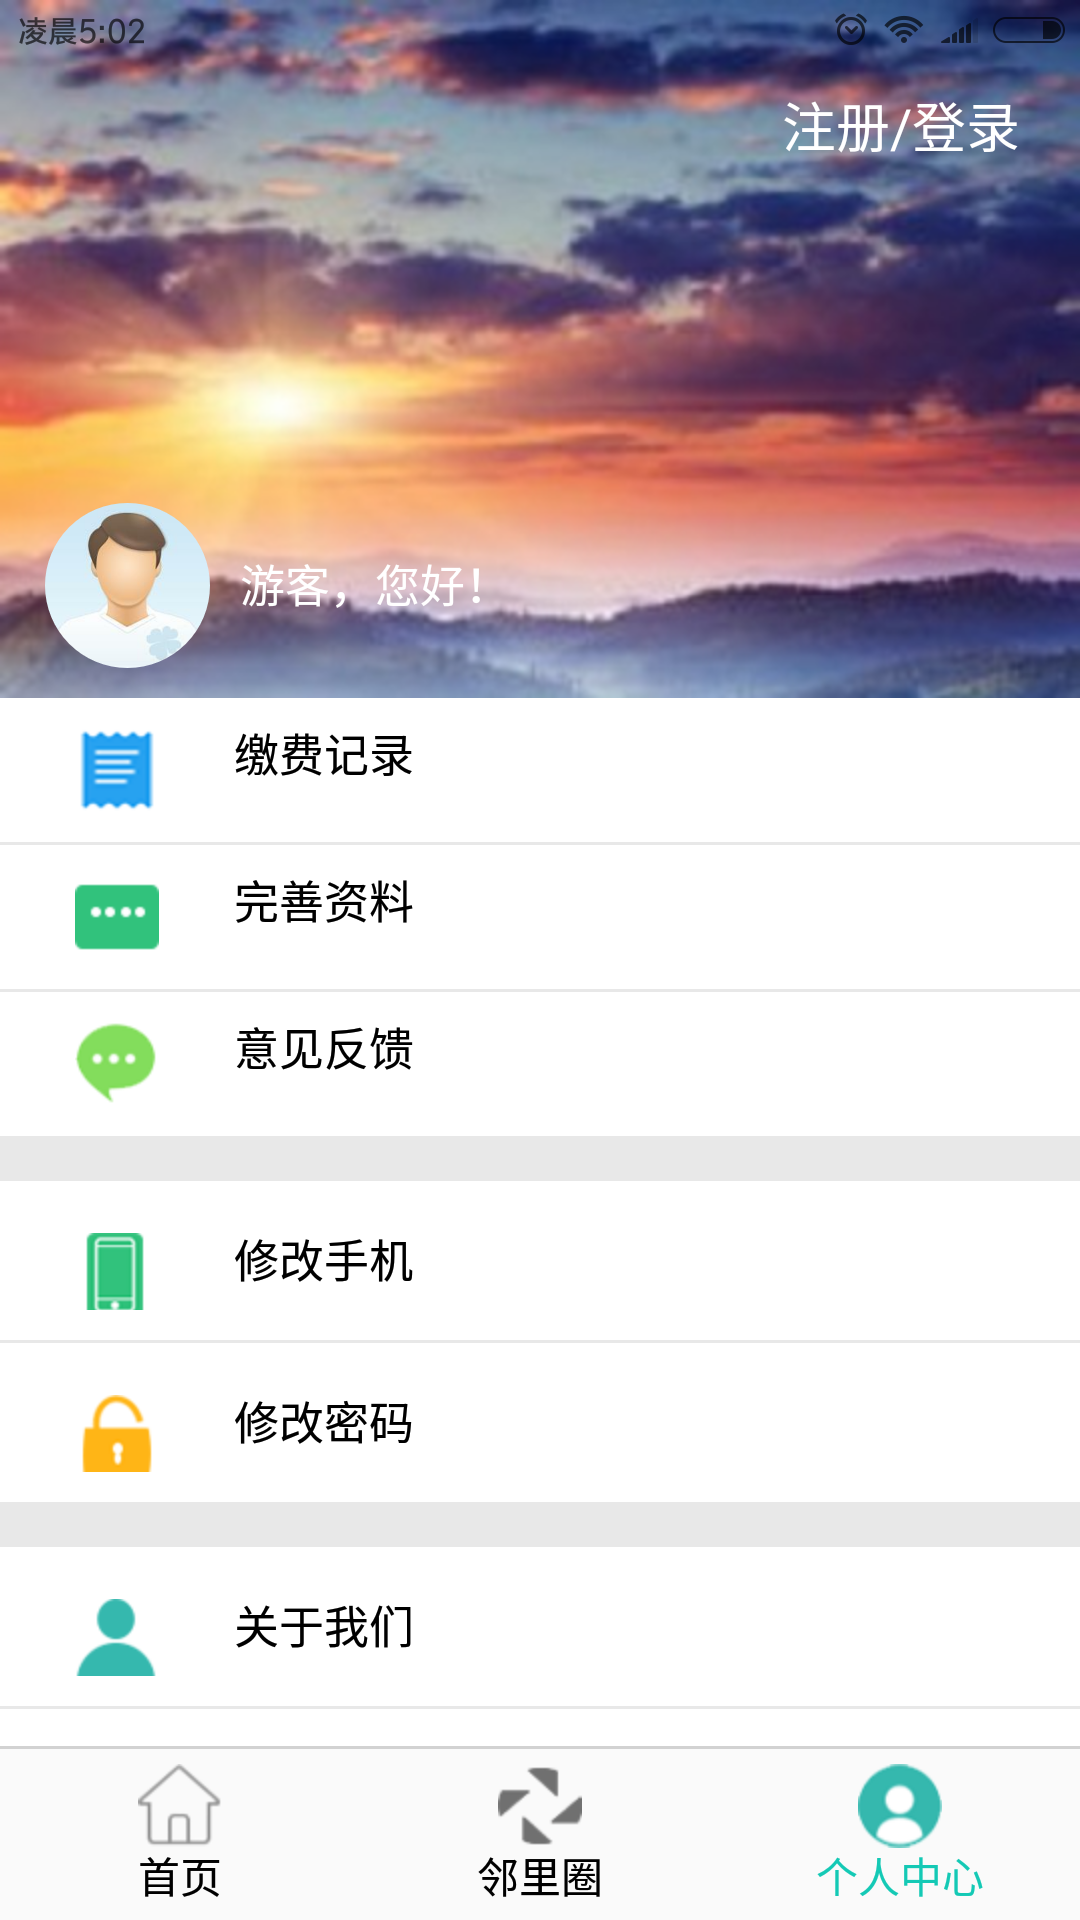 凌晨5:02
注册/登录
游客，您好！
缴费记录
完善资料
意见反馈
修改手机
修改密码
关于我们
首页
邻里圈
个人中心